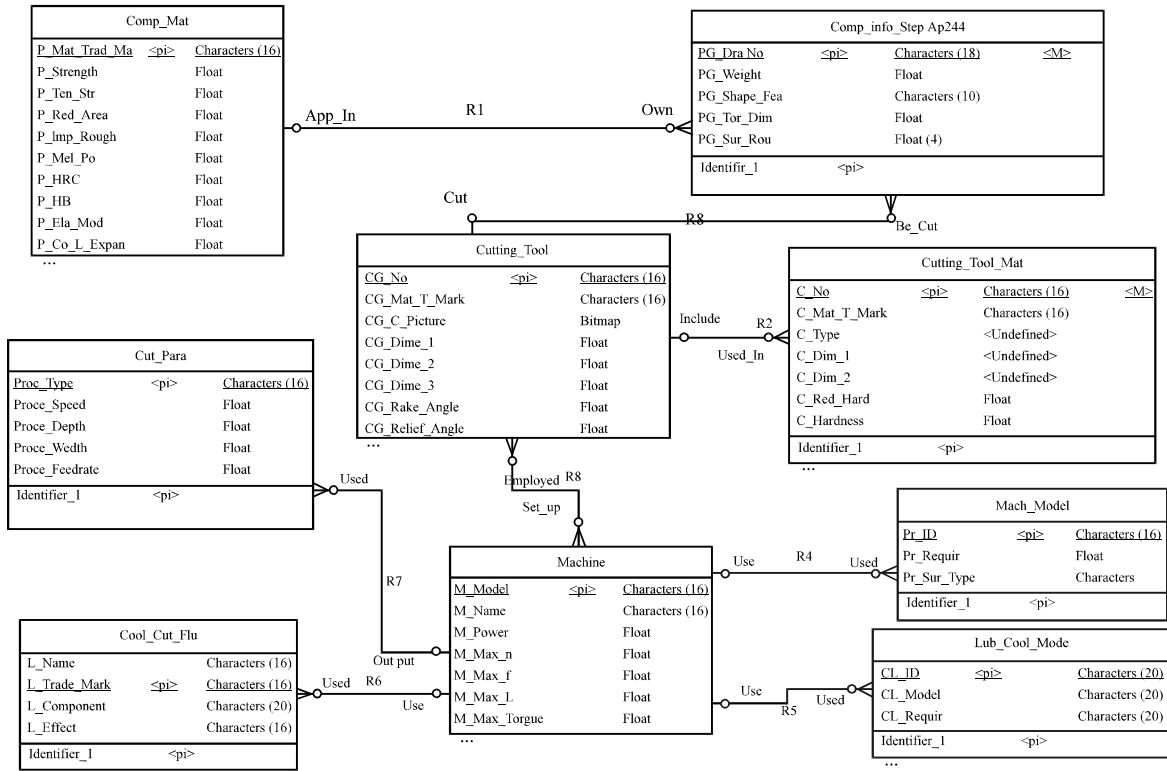 Comp_Mat
P_Mat_Trad_Ma <pi> Characters (16)
P_Strength Float
P_Ten_Str Float
P_Red_Area Float
P_lmp_Rough Float
P_Mel_Po Float
P_HRC Float
P_HB Float
P_Ela_Mod Float
P_Co_L_Expan Float
...
App_In R1 Own
Comp_info_Step Ap244
PG_Dra No <pi> Characters (18) <M>
PG_Weight Float
PG_Shape_Fea Characters (10)
PG_Tor_Dim Float
PG_Sur_Rou Float (4)
Identifir_1 <pi>
Cut R8 Be_Cut
Cutting_Tool
CG_No <pi> Characters (16)
CG_Mat_T_Mark Characters (16)
CG_C_Picture Bitmap
CG_Dime_1 Float
CG_Dime_2 Float
CG_Dime_3 Float
CG_Rake_Angle Float
CG_Relief_Angle Float
...
Include R2
Used_In
Cutting_Tool_Mat
C_No <pi> Characters (16) <M>
C_Mat_T_Mark Characters (16)
C_Type <Undefined>
C_Dim_1 <Undefined>
C_Dim_2 <Undefined>
C_Red_Hard Float
C_Hardness Float
Identifier_1 <pi>
...
Cut_Para
Proc_Type <pi> Characters (16)
Proce_Speed Float
Proce_Depth Float
Proce_Wedth Float
Proce_Feedrate Float
Identifier_1 <pi>
Used
R7
Out put
Employed R8
Set_up
Machine
M_Model <pi> Characters (16)
M_Name Characters (16)
M_Power Float
M_Max_n Float
M_Max_f Float
M_Max_L Float
M_Max_Torgue Float
...
Use R4 Used
Mach_Model
Pr_ID <pi> Characters (16)
Pr_Requir Float
Pr_Sur_Type Characters
Identifier_1 <pi>
Cool_Cut_Flu
L_Name Characters (16)
L_Trade_Mark <pi> Characters (16)
L_Component Characters (20)
L_Effect Characters (16)
Identifier_1 <pi>
Used R6 Use
Use R5 Used
Lub_Cool_Mode
CL_ID <pi> Characters (20)
CL_Model Characters (20)
CL_Requir Characters (20)
Identifier_1 <pi>
...